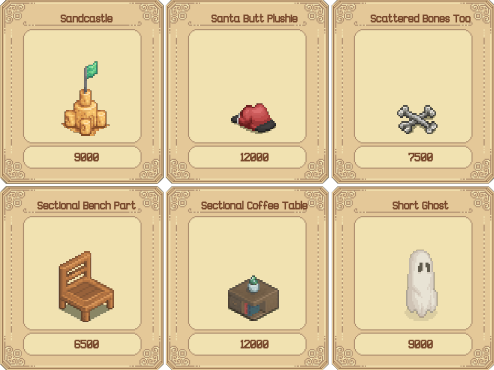 Sandcastle
Santa Butt Plushie
Scattered Bones Too
9000
12000
7500
Sectional Bench Part
Sectional Coffee Table
Short Ghost
6500
12000
9000